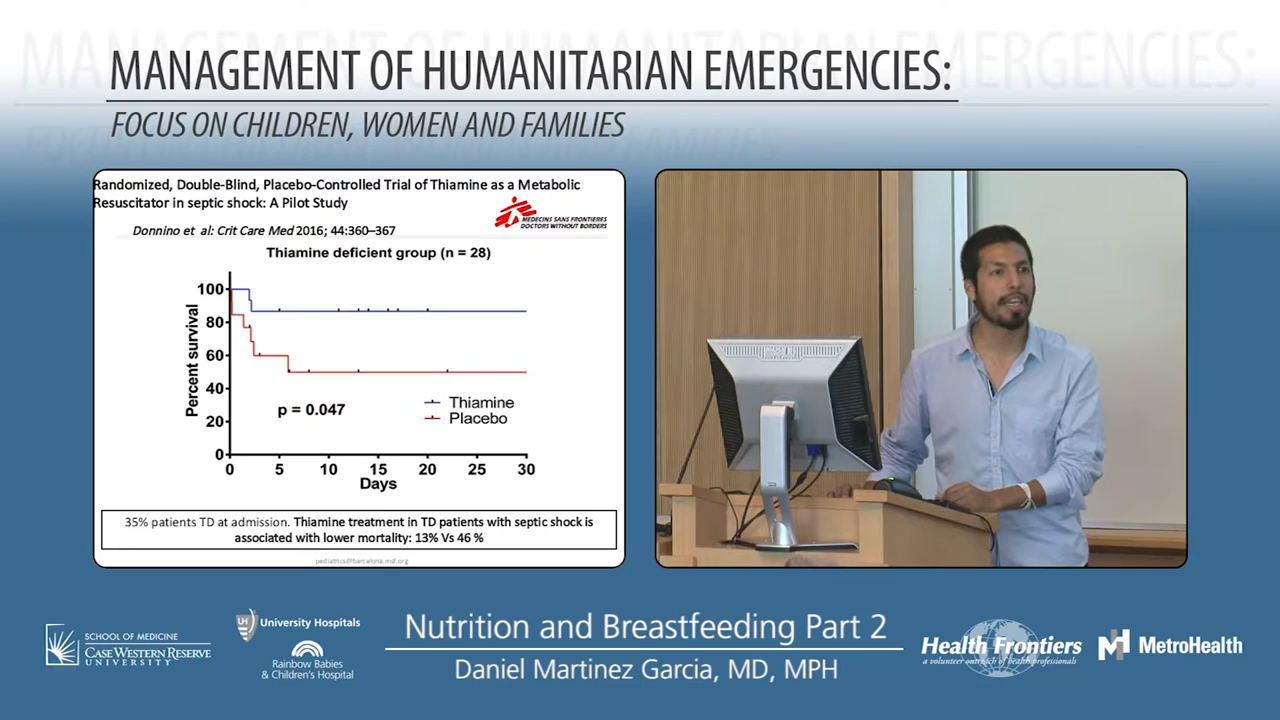 MANAGEMENT OF HUMANITARIAN EMERGENCIES:
FOCUS ON CHILDREN, WOMEN AND FAMILIES
Randomized, Double-Blind, Placebo-Controlled Trial of Thiamine as a Metabolic
Resuscitator in septic shock: A Pilot Study
MEDECINS SANS FRONTIERES
DOCTORS WITHOUT BORDERS
Donnino et al: Crit Care Med 2016; 44:360–367
Thiamine deficient group (n = 28)
Percent survival
100
80
60
40
20
0
p = 0.047
Thiamine
Placebo
0 5 10 15 20 25 30
Days
35% patients TD at admission. Thiamine treatment in TD patients with septic shock is
associated with lower mortality: 13% Vs 46 %
pediatrics@barcelona.msf.org
SCHOOL OF MEDICINE
CASE WESTERN RESERVE
UNIVERSITY
UH University Hospitals
Rainbow Babies
& Children's Hospital
Nutrition and Breastfeeding Part 2
Daniel Martinez Garcia, MD, MPH
Health Frontiers
a volunteer outreach of health professionals
MetroHealth